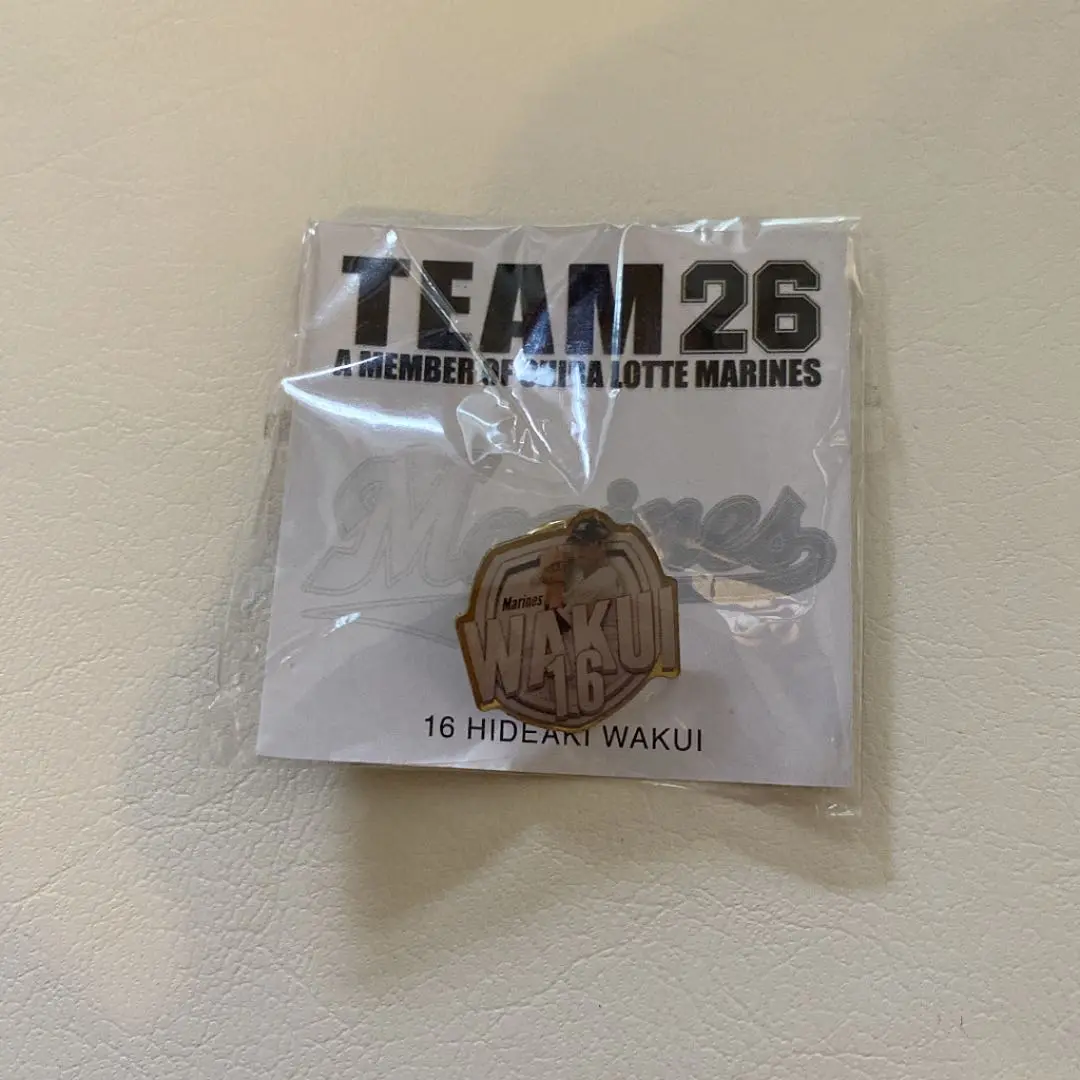 TEAM 26
A MEMBER OF CHIBA LOTTE MARINES
Marines
Marines
WAKUI
16
16 HIDEAKI WAKUI